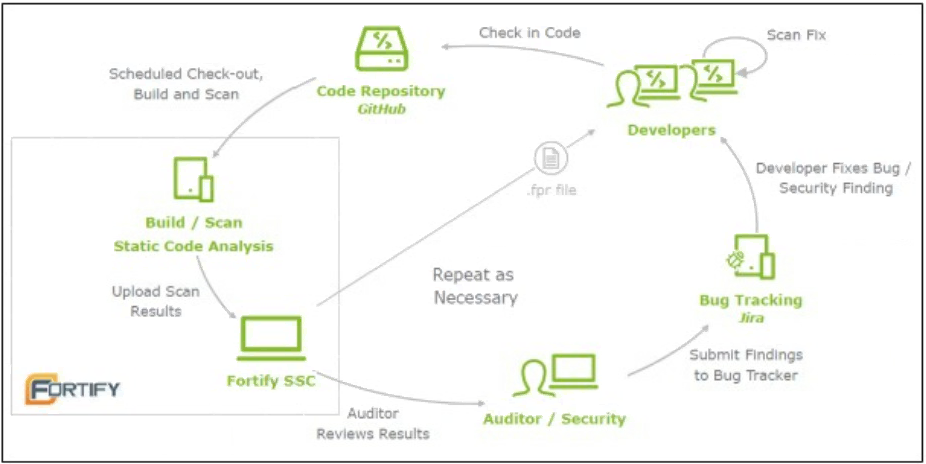 Check in Code
Scan Fix
Scheduled Check-out,
Build and Scan
Code Repository
GitHub
Developers
.fpr file
Developer Fixes Bug /
Security Finding
Build / Scan
Static Code Analysis
Repeat as
Necessary
Upload Scan
Results
Bug Tracking
Jira
Fortify SSC
Submit Findings
to Bug Tracker
FORTIFY
Auditor
Reviews Results
Auditor / Security